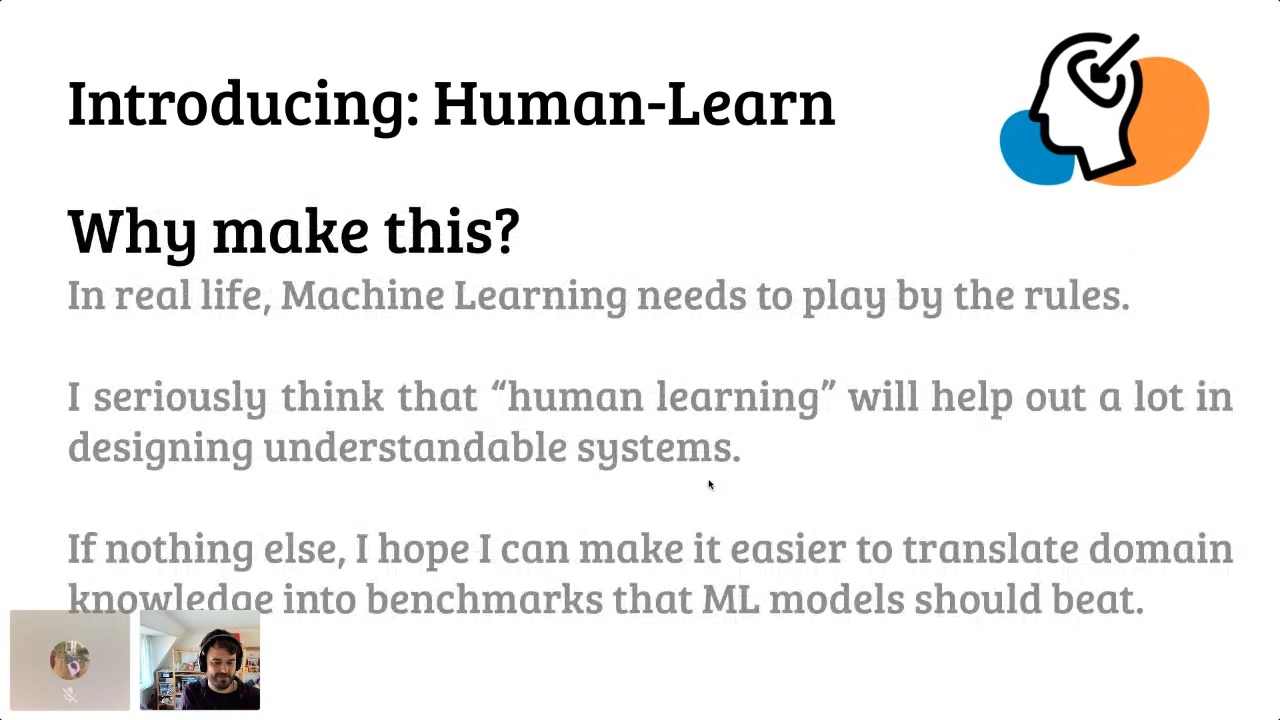 Introducing: Human-Learn
Why make this?
In real life, Machine Learning needs to play by the rules.
I seriously think that “human learning” will help out a lot in
designing understandable systems.
If nothing else, I hope I can make it easier to translate domain
knowledge into benchmarks that ML models should beat.